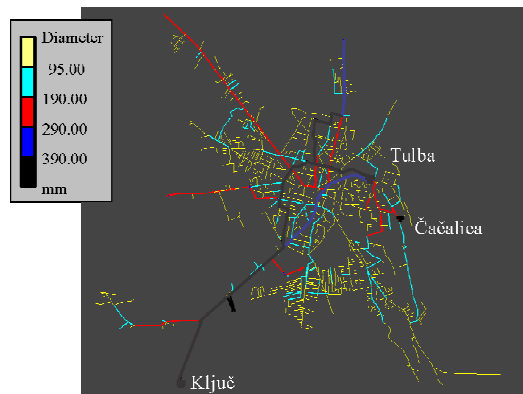 Diameter
95.00
190.00
290.00
390.00
mm
Tulba
Čačalica
Ključ